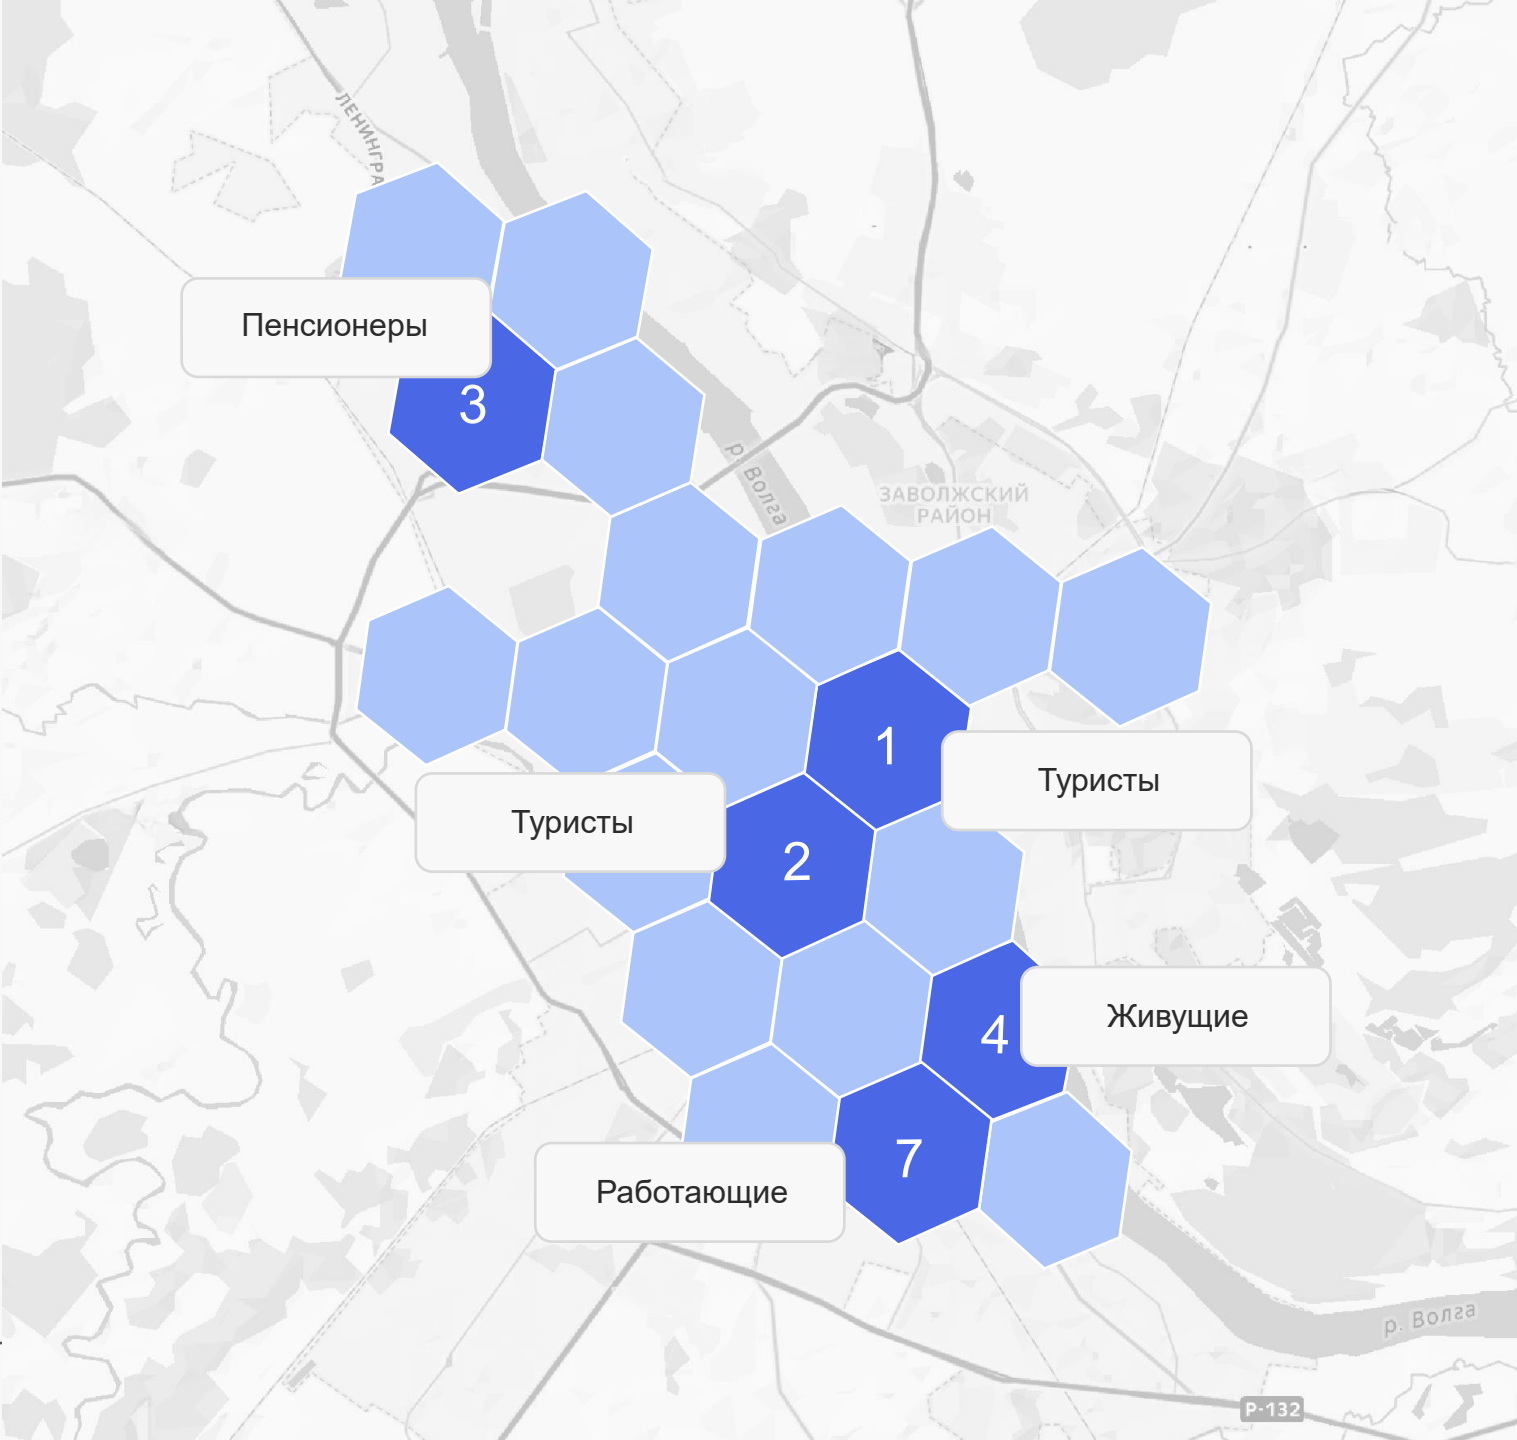 ЛЕНИНГРА
Пенсионеры
3
р. Волга
ЗАВОЛЖСКИЙ
РАЙОН
1
Туристы
Туристы
2
4
Живущие
7
Работающие
р. Волга
Р-132